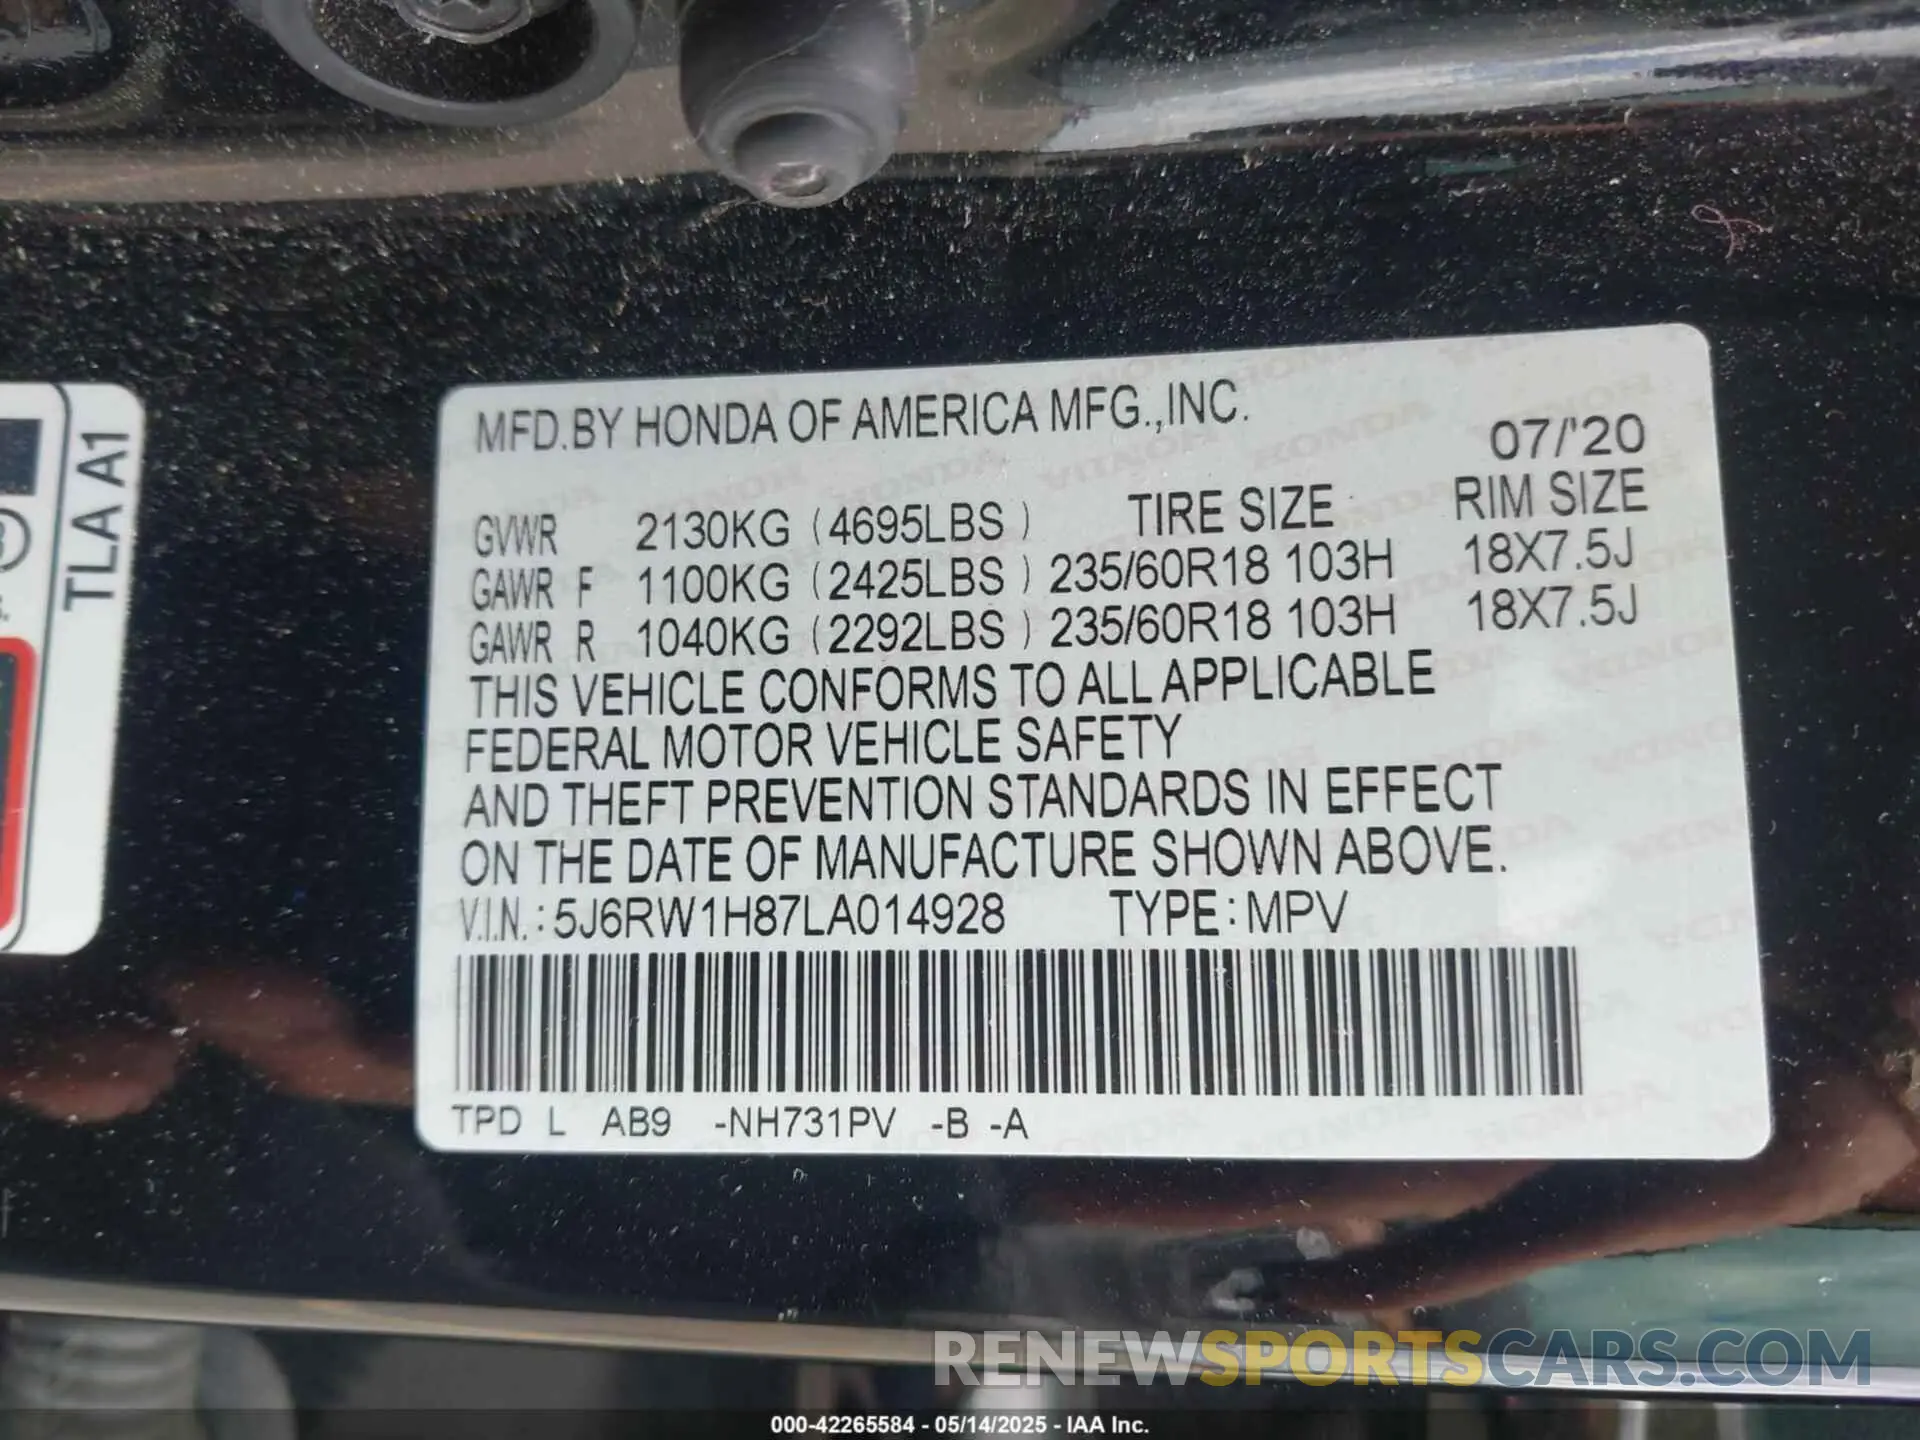 MFD.BY HONDA OF AMERICA MFG.,INC.
07/'20
GVWR 2130KG (4695LBS ) TIRE SIZE RIM SIZE
GAWR F 1100KG (2425LBS ) 235/60R18 103H 18X7.5J
GAWR R 1040KG (2292LBS ) 235/60R18 103H 18X7.5J
THIS VEHICLE CONFORMS TO ALL APPLICABLE
FEDERAL MOTOR VEHICLE SAFETY
AND THEFT PREVENTION STANDARDS IN EFFECT
ON THE DATE OF MANUFACTURE SHOWN ABOVE.
V.I.N.: 5J6RW1H87LA014928 TYPE: MPV
TPD L AB9 -NH731PV -B -A
TLA A1
RENEWSPORTSCARS.COM
000-42265584 - 05/14/2025 - IAA Inc.